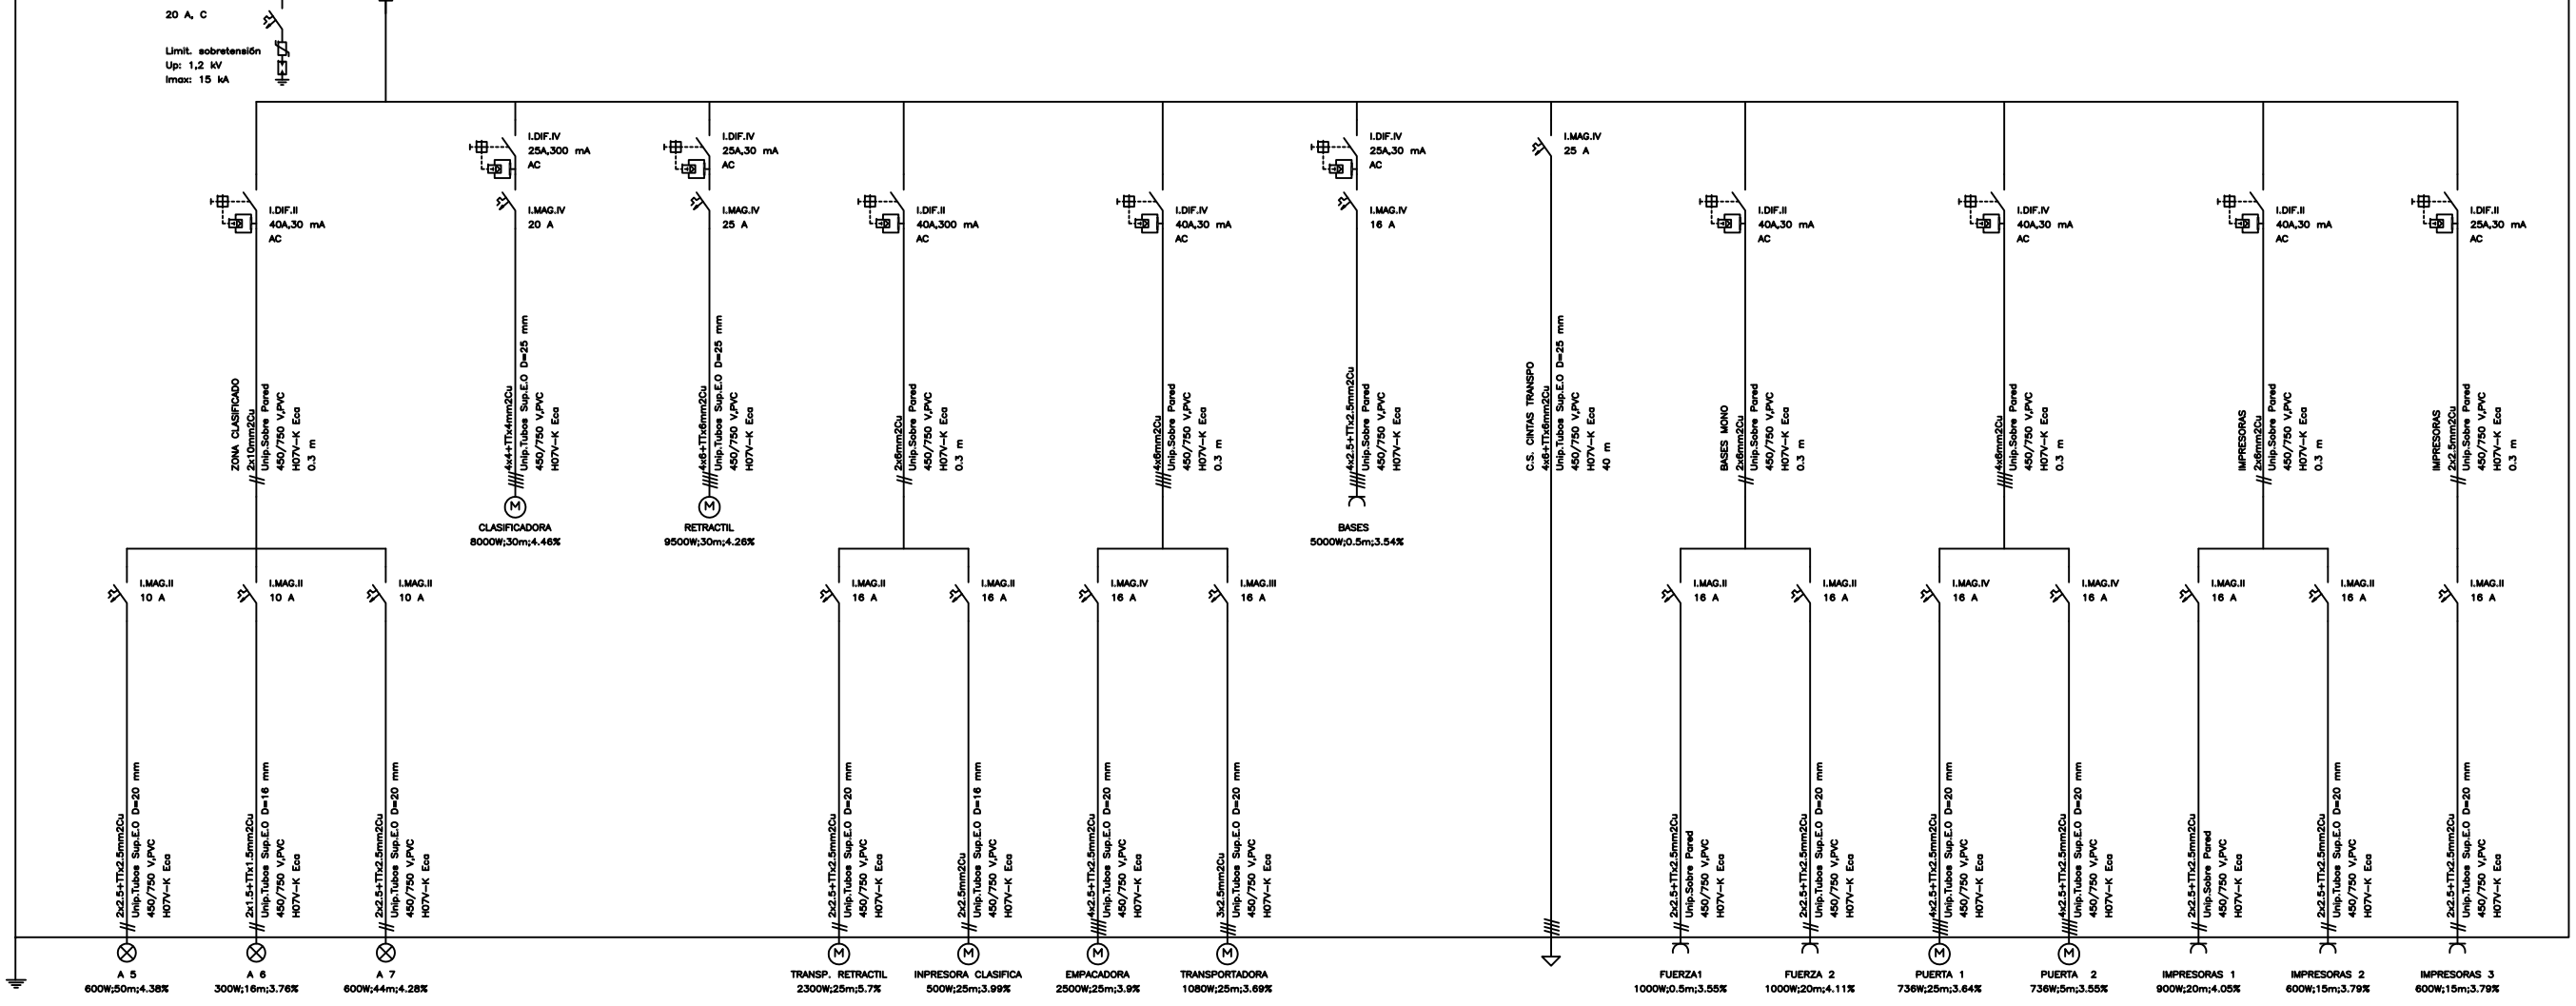 20 A, C
Limit. sobretensión
Up: 1,2 kV
Imax: 15 kA
I.DIF.II
40A,30 mA
AC
ZONA CLASIFICADO
2x10mm2Cu
Unip.Sobre Pared
450/750 V,PVC
H07V-K Eca
0.3 m
I.DIF.IV
25A,300 mA
AC
I.MAG.IV
20 A
4x4+TTx4mm2Cu
Unip.Tubos Sup.E.O D=25 mm
450/750 V,PVC
H07V-K Eca
CLASIFICADORA
8000W;30m;4.46%
I.DIF.IV
25A,30 mA
AC
I.MAG.IV
25 A
4x6+TTx6mm2Cu
Unip.Tubos Sup.E.O D=25 mm
450/750 V,PVC
H07V-K Eca
RETRACTIL
9500W;30m;4.26%
I.DIF.II
40A,300 mA
AC
2x6mm2Cu
Unip.Sobre Pared
450/750 V,PVC
H07V-K Eca
0.3 m
I.DIF.IV
40A,30 mA
AC
4x6mm2Cu
Unip.Sobre Pared
450/750 V,PVC
H07V-K Eca
0.3 m
I.DIF.IV
25A,30 mA
AC
I.MAG.IV
16 A
4x2.5+TTx2.5mm2Cu
Unip.Sobre Pared
450/750 V,PVC
H07V-K Eca
BASES
5000W;0.5m;3.54%
I.MAG.IV
25 A
C.S. CINTAS TRANSPO
4x6+TTx6mm2Cu
Unip.Tubos Sup.E.O D=25 mm
450/750 V,PVC
H07V-K Eca
40 m
I.DIF.II
40A,30 mA
AC
BASES MONO
2x6mm2Cu
Unip.Sobre Pared
450/750 V,PVC
H07V-K Eca
0.3 m
I.DIF.IV
40A,30 mA
AC
4x6mm2Cu
Unip.Sobre Pared
450/750 V,PVC
H07V-K Eca
0.3 m
I.DIF.II
40A,30 mA
AC
IMPRESORAS
2x6mm2Cu
Unip.Sobre Pared
450/750 V,PVC
H07V-K Eca
0.3 m
I.DIF.II
25A,30 mA
AC
IMPRESORAS
2x2.5mm2Cu
Unip.Sobre Pared
450/750 V,PVC
H07V-K Eca
0.3 m
I.MAG.II
10 A
2x2.5+TTx2.5mm2Cu
Unip.Tubos Sup.E.O D=20 mm
450/750 V,PVC
H07V-K Eca
A 5
600W;50m;4.38%
I.MAG.II
10 A
2x1.5+TTx1.5mm2Cu
Unip.Tubos Sup.E.O D=16 mm
450/750 V,PVC
H07V-K Eca
A 6
300W;16m;3.76%
I.MAG.II
10 A
2x2.5+TTx2.5mm2Cu
Unip.Tubos Sup.E.O D=20 mm
450/750 V,PVC
H07V-K Eca
A 7
600W;44m;4.28%
I.MAG.II
16 A
2x2.5+TTx2.5mm2Cu
Unip.Tubos Sup.E.O D=20 mm
450/750 V,PVC
H07V-K Eca
TRANSP. RETRACTIL
2300W;25m;5.7%
I.MAG.II
16 A
2x2.5mm2Cu
Unip.Tubos Sup.E.O D=16 mm
450/750 V,PVC
H07V-K Eca
INPRESORA CLASIFICA
500W;25m;3.99%
I.MAG.IV
16 A
4x2.5+TTx2.5mm2Cu
Unip.Tubos Sup.E.O D=20 mm
450/750 V,PVC
H07V-K Eca
EMPACADORA
2500W;25m;3.9%
I.MAG.III
16 A
3x2.5mm2Cu
Unip.Tubos Sup.E.O D=20 mm
450/750 V,PVC
H07V-K Eca
TRANSPORTADORA
1080W;25m;3.69%
I.MAG.II
16 A
2x2.5+TTx2.5mm2Cu
Unip.Sobre Pared
450/750 V,PVC
H07V-K Eca
FUERZA1
1000W;0.5m;3.55%
I.MAG.II
16 A
2x2.5+TTx2.5mm2Cu
Unip.Tubos Sup.E.O D=20 mm
450/750 V,PVC
H07V-K Eca
FUERZA 2
1000W;20m;4.11%
I.MAG.IV
16 A
4x2.5+TTx2.5mm2Cu
Unip.Tubos Sup.E.O D=20 mm
450/750 V,PVC
H07V-K Eca
PUERTA 1
736W;25m;3.64%
I.MAG.IV
16 A
4x2.5+TTx2.5mm2Cu
Unip.Tubos Sup.E.O D=20 mm
450/750 V,PVC
H07V-K Eca
PUERTA 2
736W;5m;3.55%
I.MAG.II
16 A
2x2.5+TTx2.5mm2Cu
Unip.Sobre Pared
450/750 V,PVC
H07V-K Eca
IMPRESORAS 1
900W;20m;4.05%
I.MAG.II
16 A
2x2.5+TTx2.5mm2Cu
Unip.Tubos Sup.E.O D=20 mm
450/750 V,PVC
H07V-K Eca
IMPRESORAS 2
600W;15m;3.79%
I.MAG.II
16 A
2x2.5+TTx2.5mm2Cu
Unip.Tubos Sup.E.O D=20 mm
450/750 V,PVC
H07V-K Eca
IMPRESORAS 3
600W;15m;3.79%
M
M
M
M
M
M
M
M